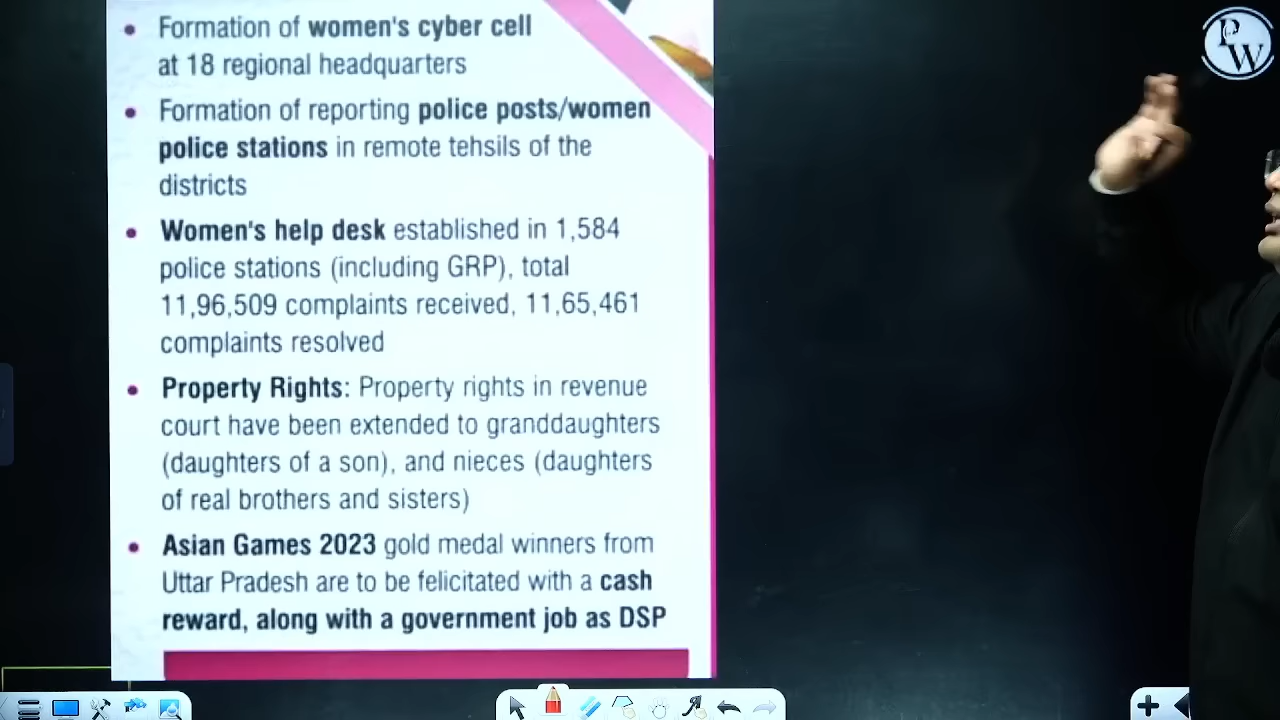 PW
• Formation of women's cyber cell
at 18 regional headquarters
• Formation of reporting police posts/women
police stations in remote tehsils of the
districts
• Women's help desk established in 1,584
police stations (including GRP), total
11,96,509 complaints received, 11,65,461
complaints resolved
• Property Rights: Property rights in revenue
court have been extended to granddaughters
(daughters of a son), and nieces (daughters
of real brothers and sisters)
• Asian Games 2023 gold medal winners from
Uttar Pradesh are to be felicitated with a cash
reward, along with a government job as DSP